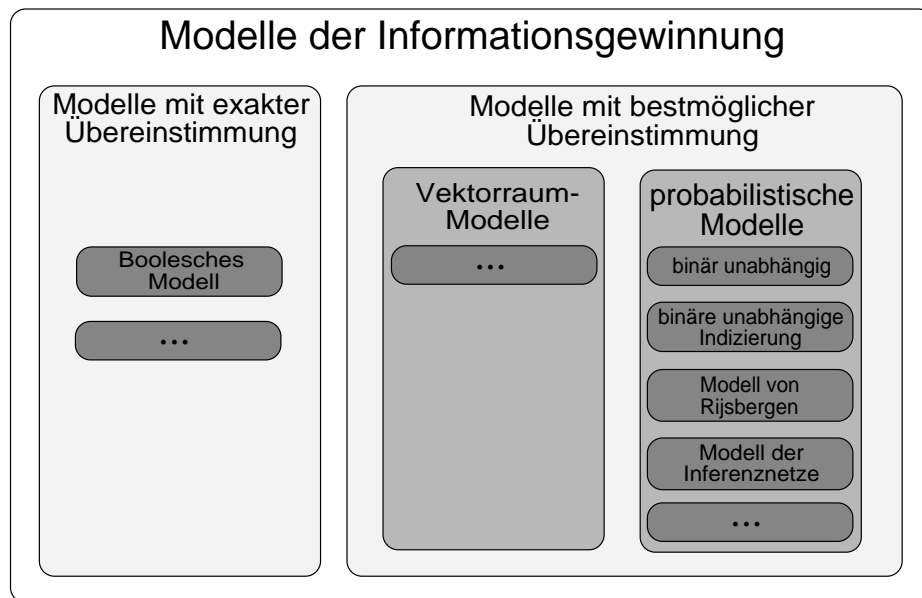 Modelle der Informationsgewinnung
Modelle mit exakter
Übereinstimmung
Boolesches
Modell
...
Modelle mit bestmöglicher
Übereinstimmung
Vektorraum-
Modelle
...
probabilistische
Modelle
binär unabhängig
binäre unabhängige
Indizierung
Modell von
Rijsbergen
Modell der
Inferenznetze
...